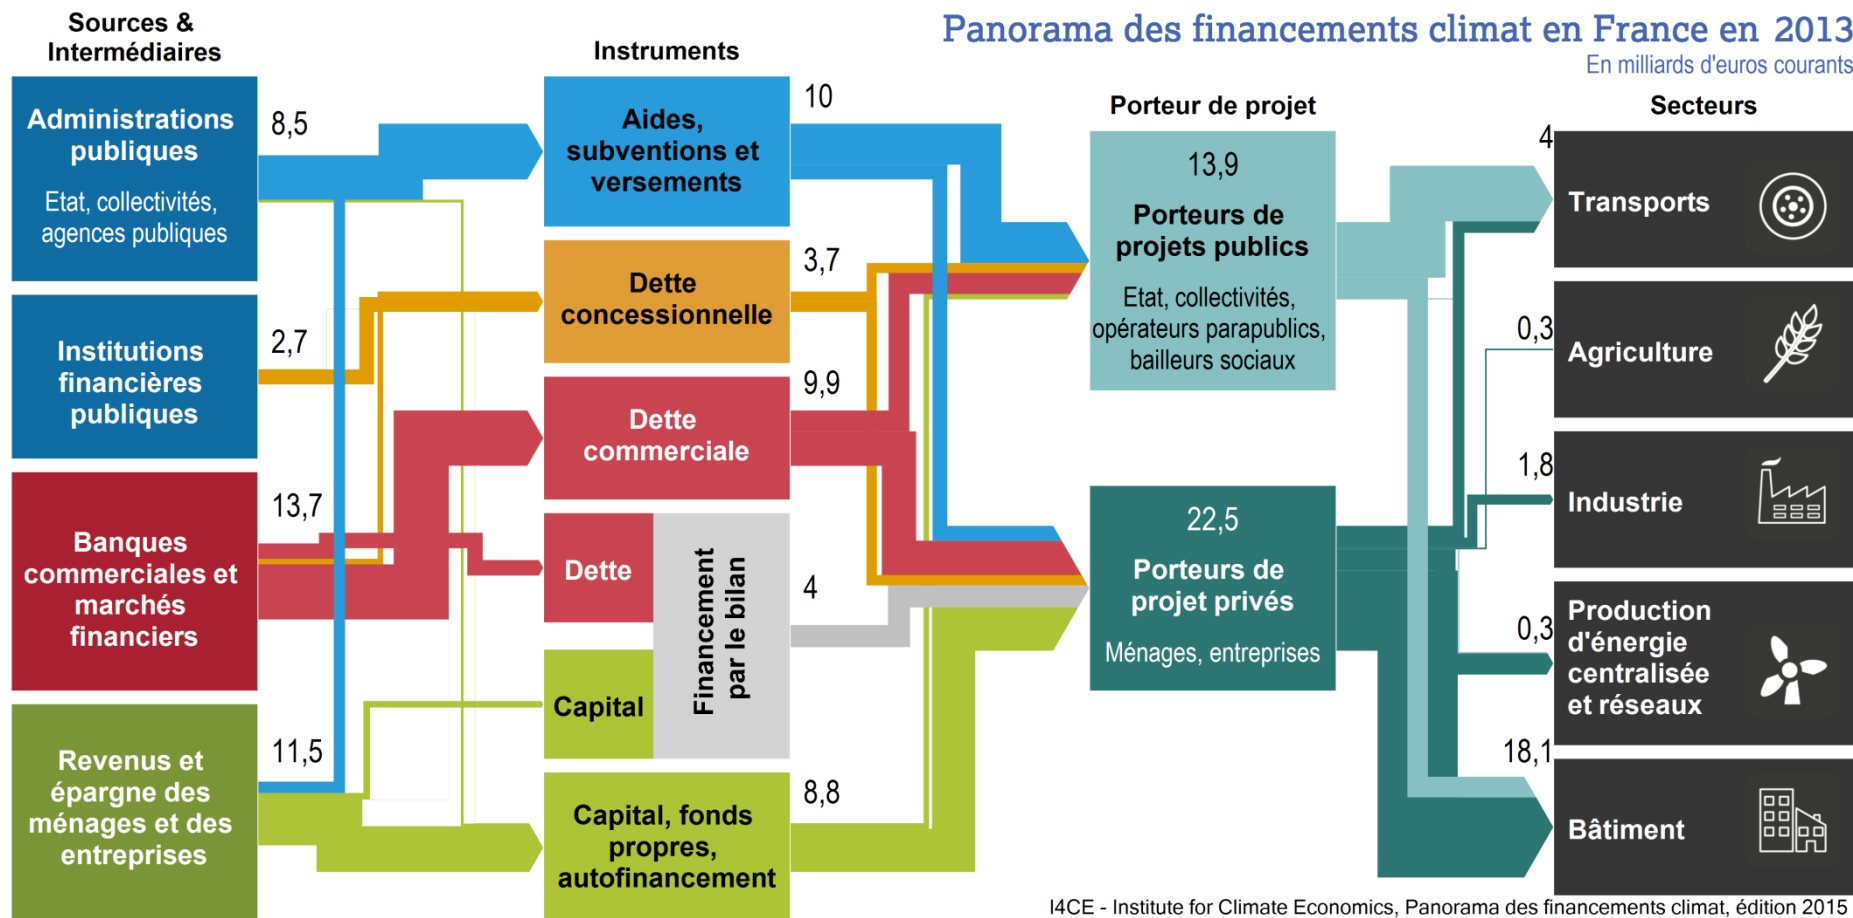 Panorama des financements climat en France en 2013
En milliards d'euros courants
Sources &
Intermédiaires
Administrations
publiques
Etat, collectivités,
agences publiques
8,5
Institutions
financières
publiques
2,7
Banques
commerciales et
marchés
financiers
13,7
Revenus et
épargne des
ménages et des
entreprises
11,5
Instruments
Aides,
subventions et
versements
10
Dette
concessionnelle
3,7
Dette
commerciale
9,9
Dette
Capital
Financement
par le bilan
4
Capital, fonds
propres,
autofinancement
8,8
Porteur de projet
13,9
Porteurs de
projets publics
Etat, collectivités,
opérateurs parapublics,
bailleurs sociaux
22,5
Porteurs de
projet privés
Ménages, entreprises
Secteurs
4
Transports
0,3
Agriculture
1,8
Industrie
0,3
Production
d'énergie
centralisée
et réseaux
18,1
Bâtiment
I4CE - Institute for Climate Economics, Panorama des financements climat, édition 2015